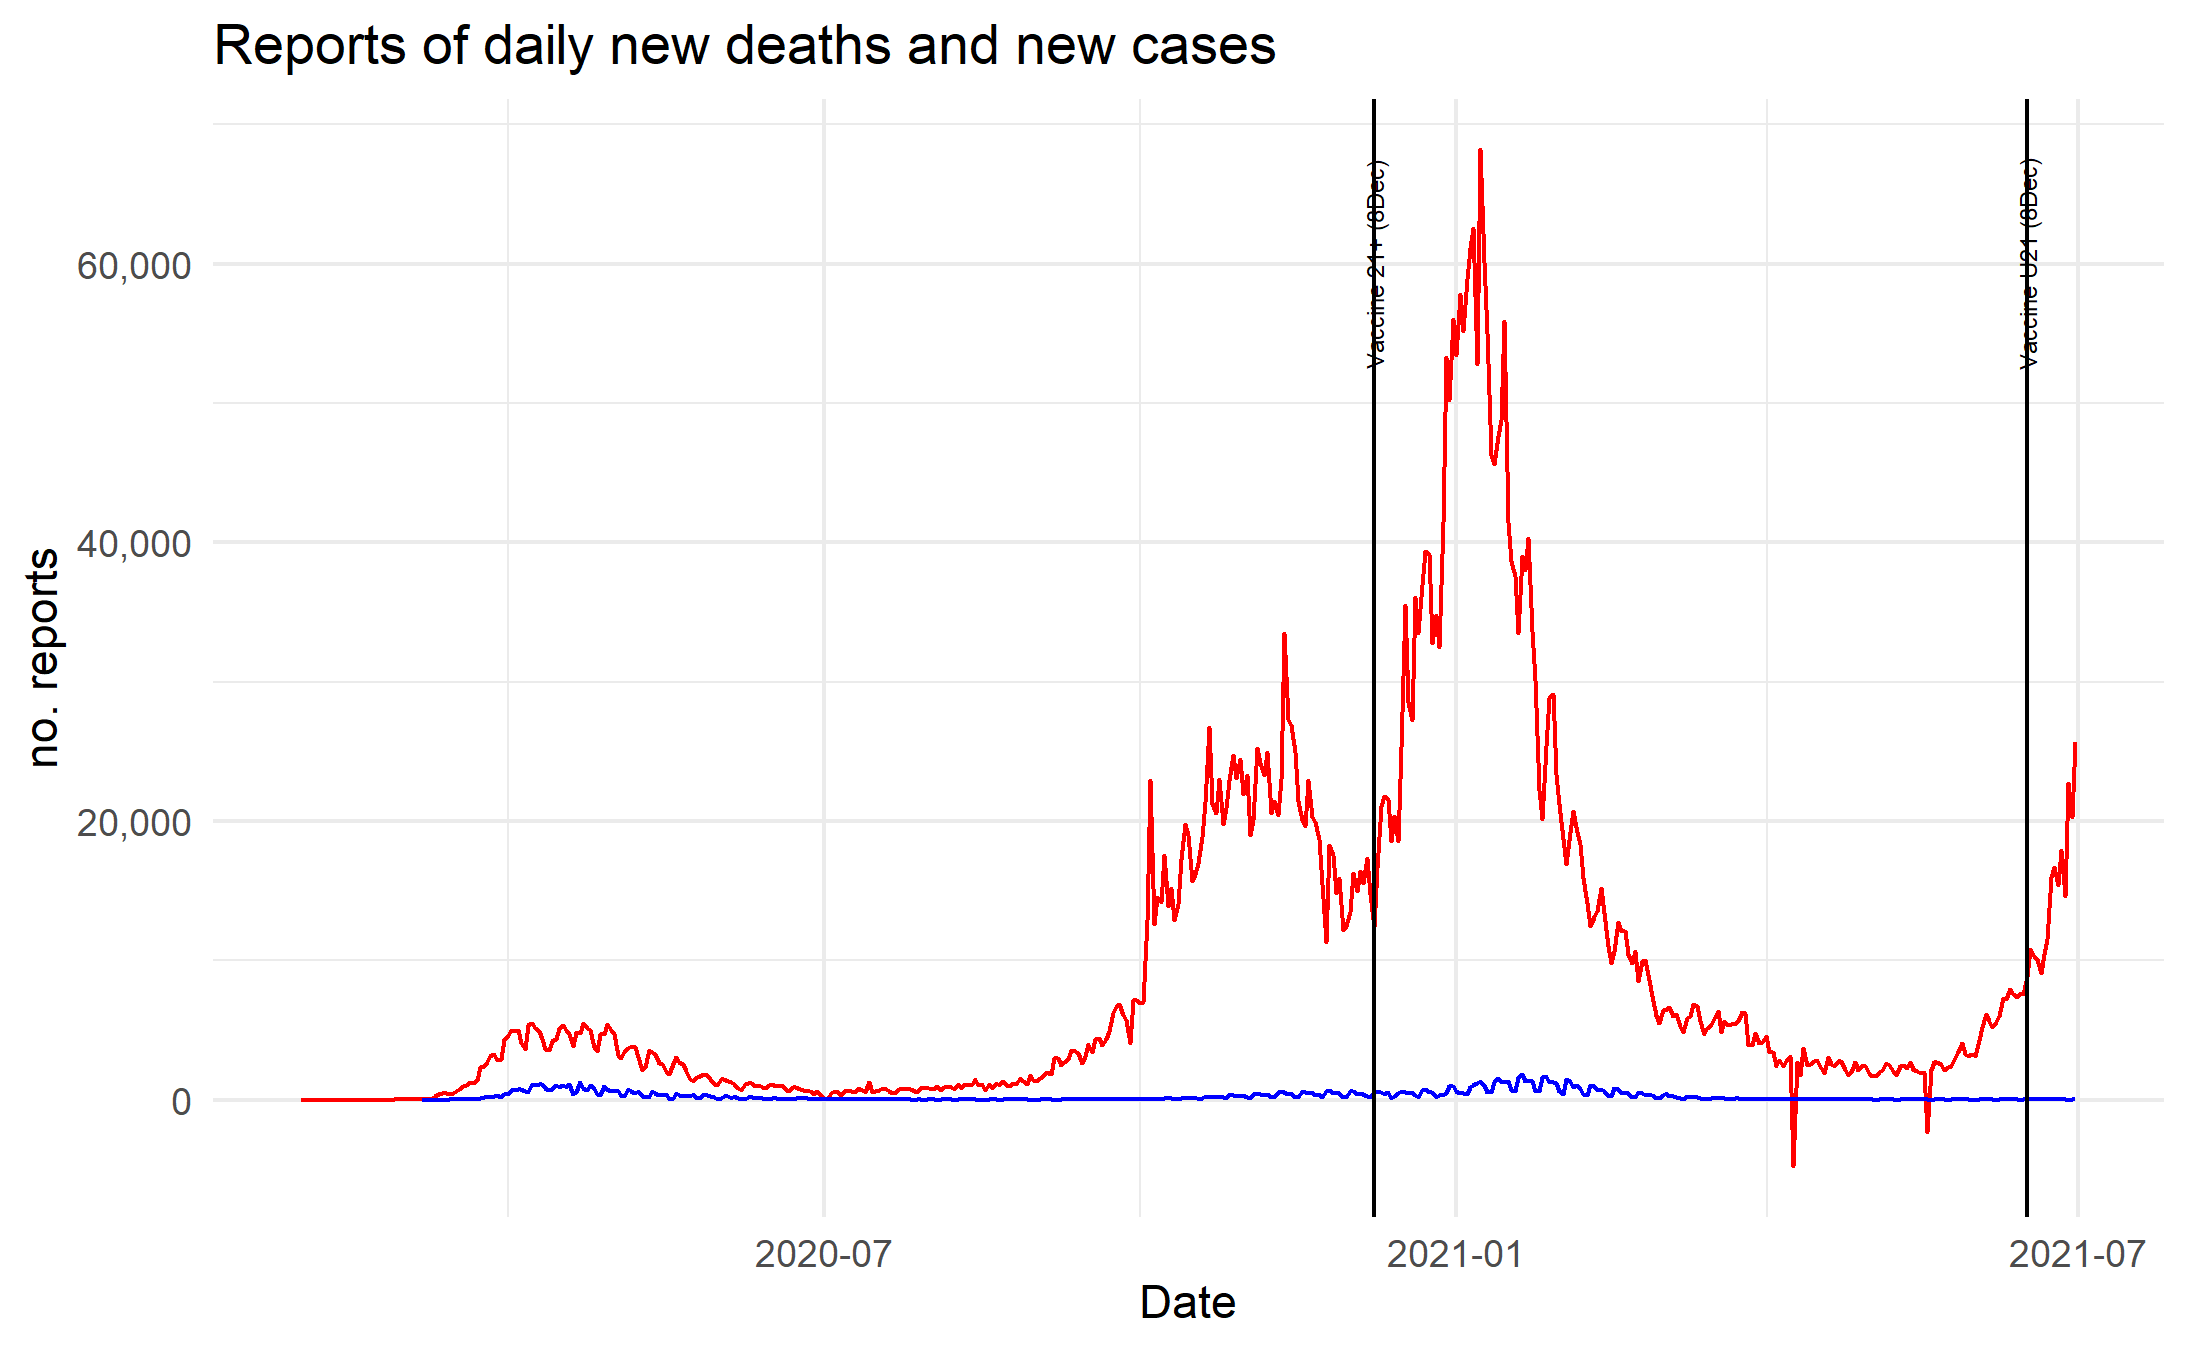 Reports of daily new deaths and new cases
no. reports
60,000
40,000
20,000
0
Vaccine 21+ (8Dec)
Vaccine U21 (8Dec)
2020-07
2021-01
2021-07
Date